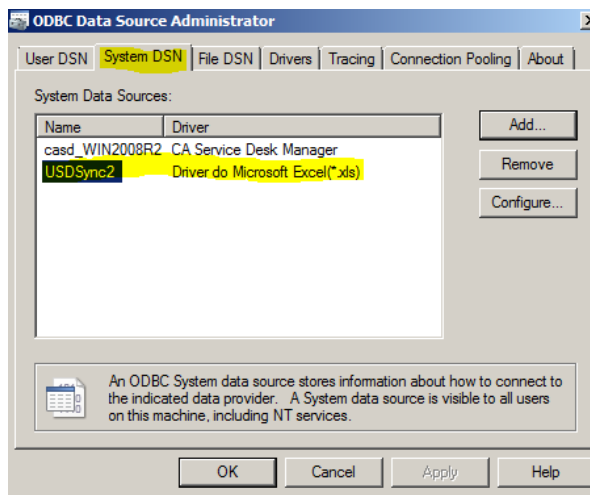 ODBC Data Source Administrator
User DSN System DSN File DSN Drivers Tracing Connection Pooling About
System Data Sources:
Name Driver
casd_WIN2008R2 CA Service Desk Manager
USDSync2 Driver do Microsoft Excel(*.xls)
Add...
Remove
Configure...
An ODBC System data source stores information about how to connect to
the indicated data provider. A System data source is visible to all users
on this machine, including NT services.
OK Cancel Apply Help